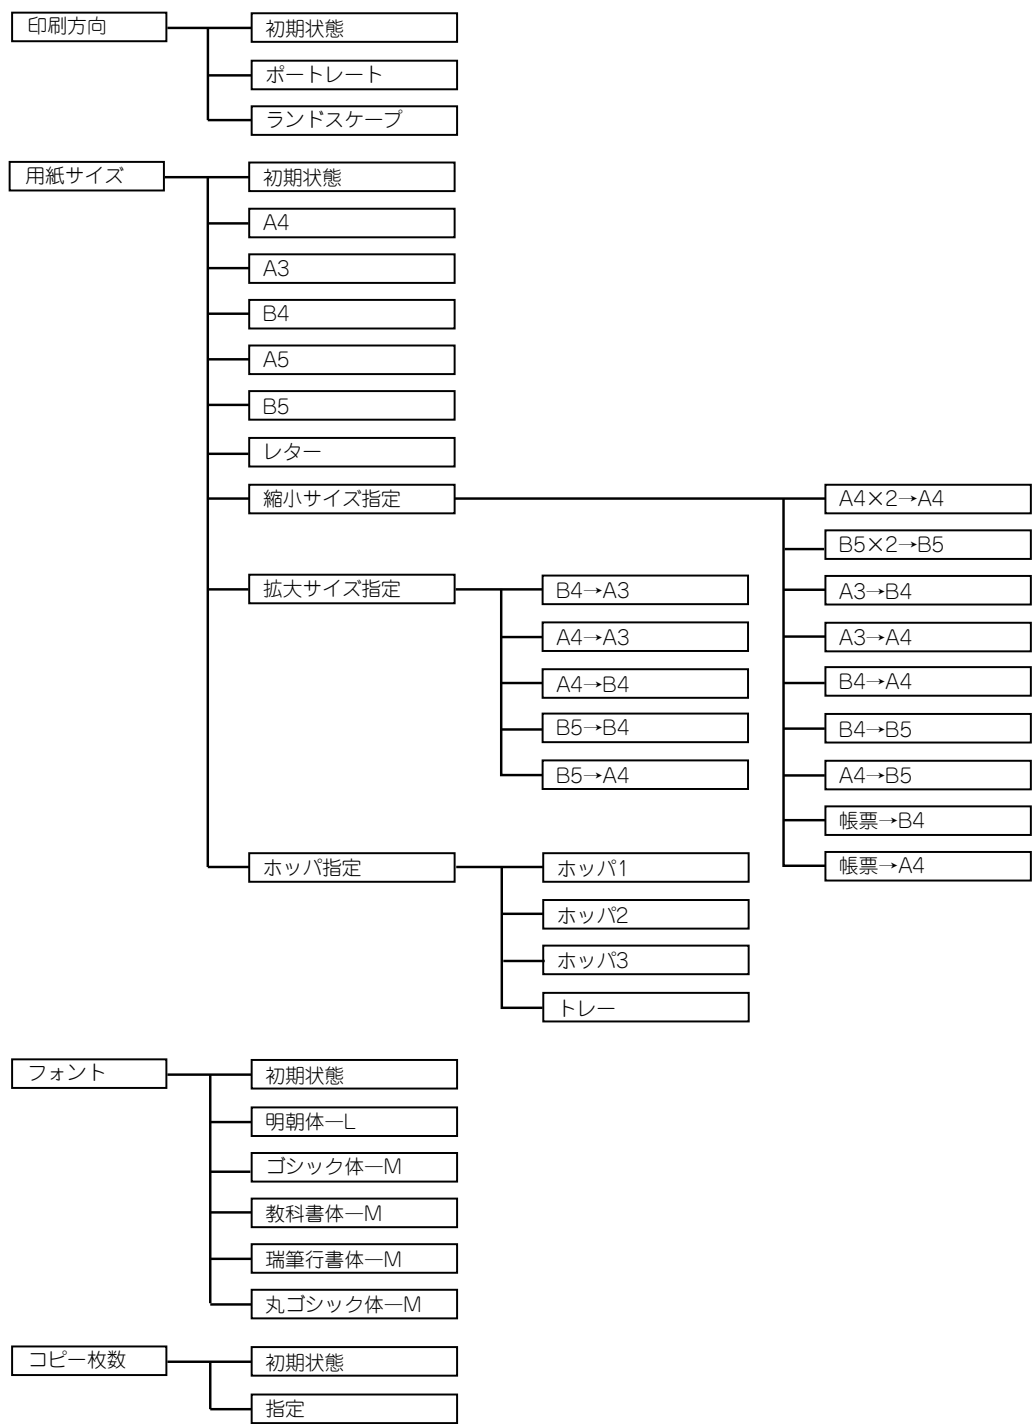 印刷方向
初期状態
ポートレート
ランドスケープ
用紙サイズ
初期状態
A4
A3
B4
A5
B5
レター
縮小サイズ指定
A4×2→A4
B5×2→B5
A3→B4
A3→A4
B4→A4
B4→B5
A4→B5
帳票→B4
帳票→A4
拡大サイズ指定
B4→A3
A4→A3
A4→B4
B5→B4
B5→A4
ホッパ指定
ホッパ1
ホッパ2
ホッパ3
トレー
フォント
初期状態
明朝体―L
ゴシック体―M
教科書体―M
瑞筆行書体―M
丸ゴシック体―M
コピー枚数
初期状態
指定